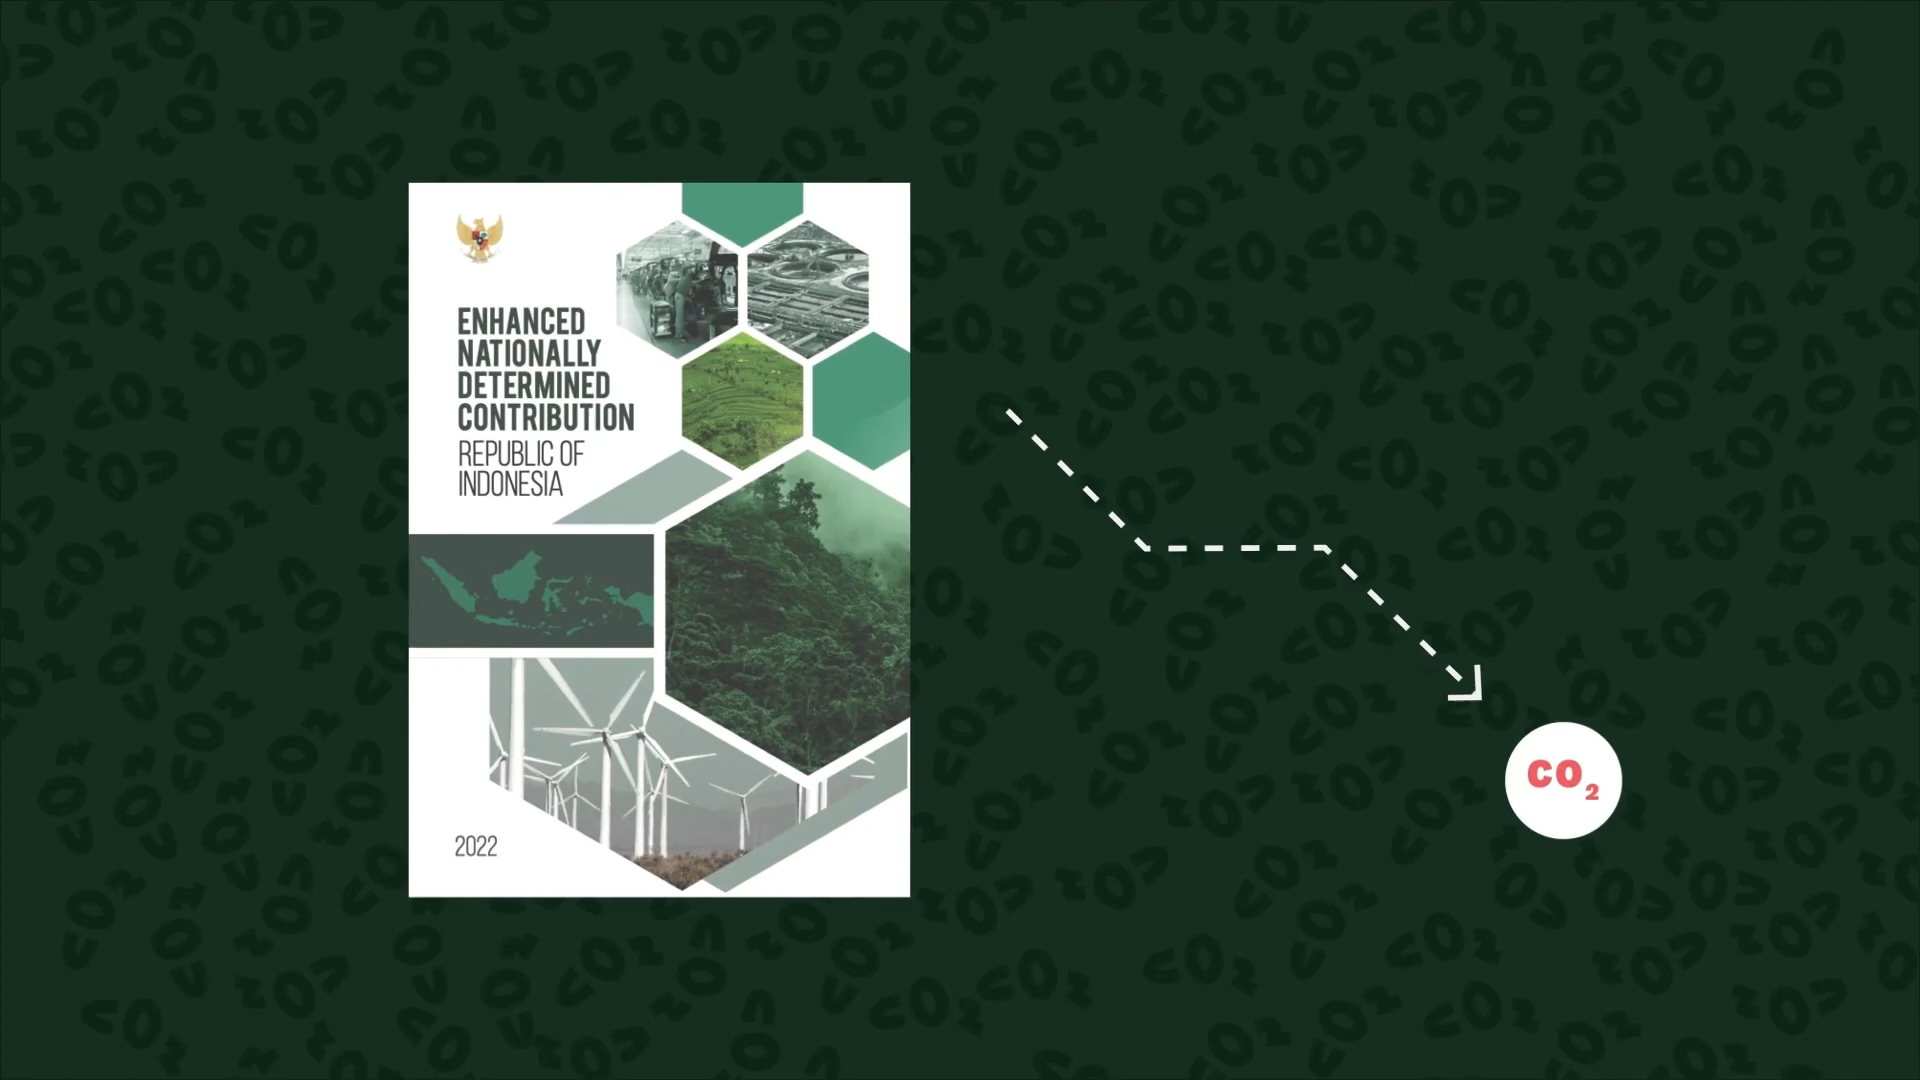 ENHANCED
NATIONALLY
DETERMINED
CONTRIBUTION
REPUBLIC OF
INDONESIA
2022
CO₂